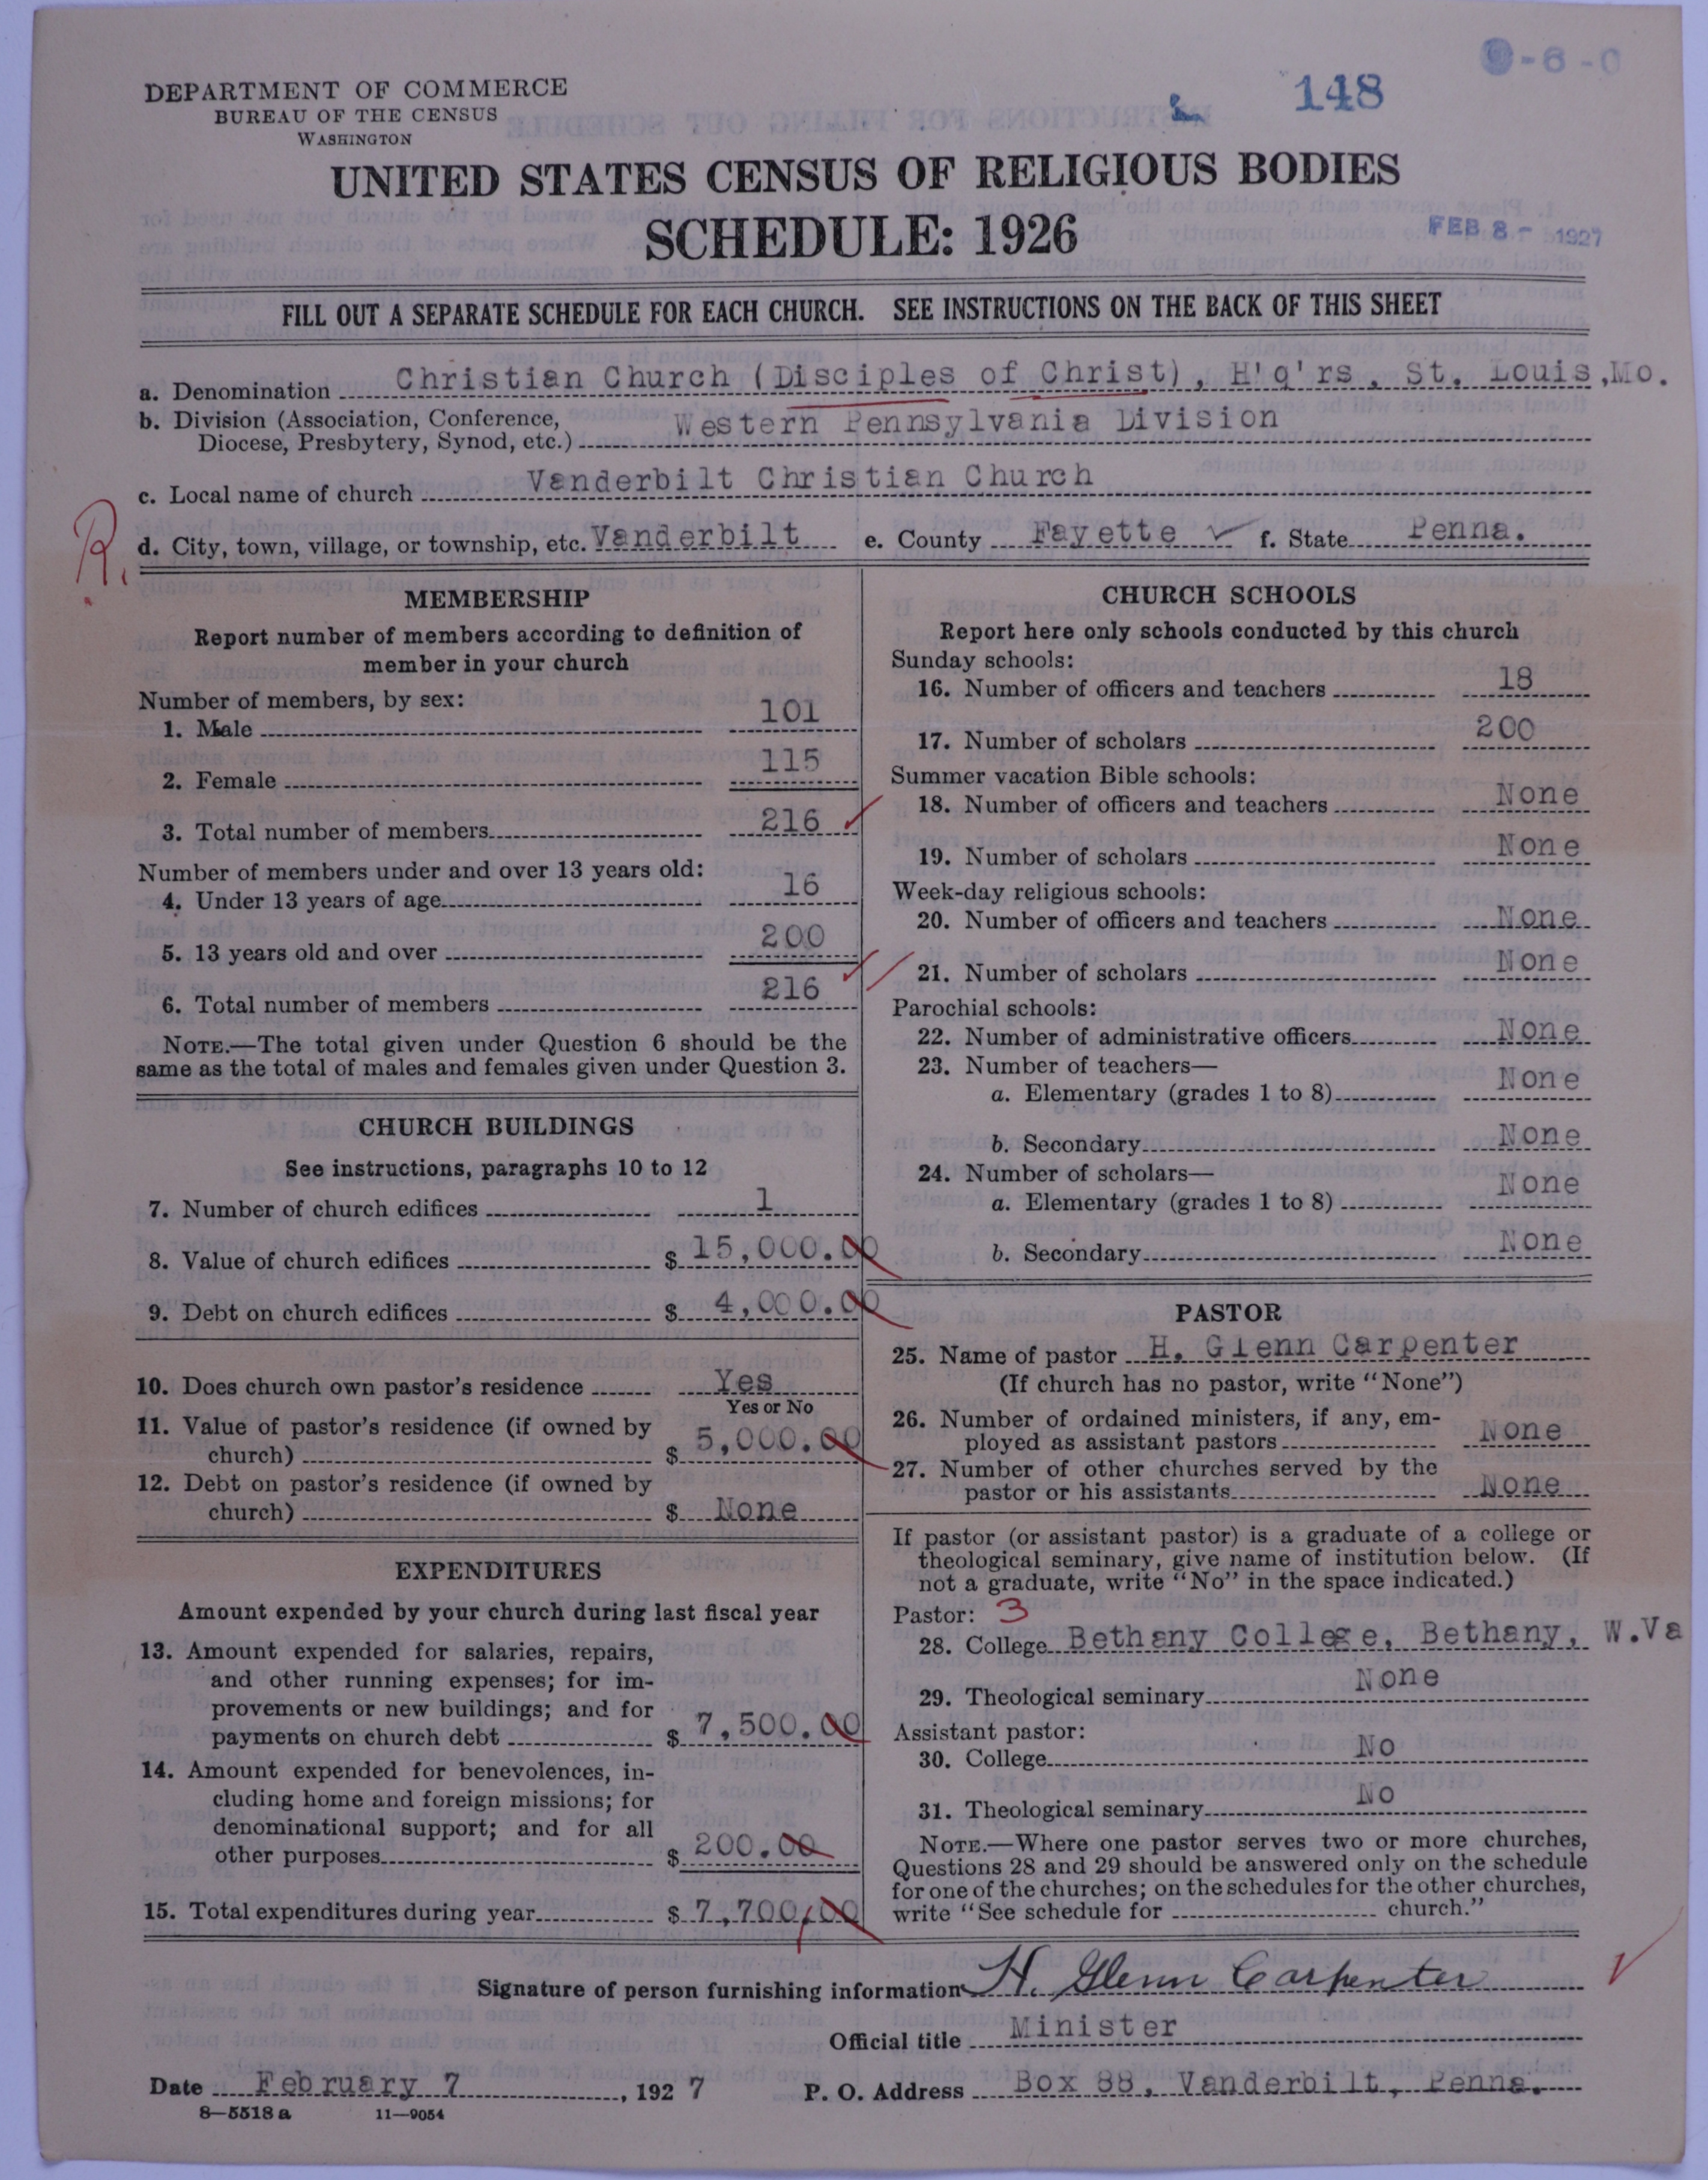 DEPARTMENT OF COMMERCE
BUREAU OF THE CENSUS
WASHINGTON
148
-6-0
UNITED STATES CENSUS OF RELIGIOUS BODIES
SCHEDULE: 1926
FEB 8 - 1927
FILL OUT A SEPARATE SCHEDULE FOR EACH CHURCH. SEE INSTRUCTIONS ON THE BACK OF THIS SHEET
a. Denomination Christian Church (Disciples of Christ), H'q'rs, St. Louis, Mo.
b. Division (Association, Conference,
Diocese, Presbytery, Synod, etc.) Western Pennsylvania Division
c. Local name of church Vanderbilt Christian Church
R.
d. City, town, village, or township, etc. Vanderbilt e. County Fayette ✓ f. State Penna.
MEMBERSHIP
Report number of members according to definition of
member in your church
Number of members, by sex:
1. Male 101
2. Female 115
3. Total number of members 216 ✓
Number of members under and over 13 years old:
4. Under 13 years of age 16
5. 13 years old and over 200
6. Total number of members 216 ✓
NOTE.—The total given under Question 6 should be the
same as the total of males and females given under Question 3.
CHURCH BUILDINGS
See instructions, paragraphs 10 to 12
7. Number of church edifices 1
8. Value of church edifices $ 15,000.00
9. Debt on church edifices $ 4,000.00
10. Does church own pastor's residence Yes
Yes or No
11. Value of pastor's residence (if owned by
church) $ 5,000.00
12. Debt on pastor's residence (if owned by
church) $ None
EXPENDITURES
Amount expended by your church during last fiscal year
13. Amount expended for salaries, repairs,
and other running expenses; for im-
provements or new buildings; and for
payments on church debt $ 7,500.00
14. Amount expended for benevolences, in-
cluding home and foreign missions; for
denominational support; and for all
other purposes $ 200.00
15. Total expenditures during year $ 7,700.00
CHURCH SCHOOLS
Report here only schools conducted by this church
Sunday schools:
16. Number of officers and teachers 18
17. Number of scholars 200
Summer vacation Bible schools:
18. Number of officers and teachers None
19. Number of scholars None
Week-day religious schools:
20. Number of officers and teachers None
21. Number of scholars None
Parochial schools:
22. Number of administrative officers None
23. Number of teachers—
a. Elementary (grades 1 to 8) None
b. Secondary None
24. Number of scholars—
a. Elementary (grades 1 to 8) None
b. Secondary None
PASTOR
25. Name of pastor H. Glenn Carpenter
(If church has no pastor, write "None")
26. Number of ordained ministers, if any, em-
ployed as assistant pastors None
27. Number of other churches served by the
pastor or his assistants None
If pastor (or assistant pastor) is a graduate of a college or
theological seminary, give name of institution below. (If
not a graduate, write "No" in the space indicated.)
Pastor: 3
28. College Bethany College, Bethany, W.Va
29. Theological seminary None
Assistant pastor:
30. College No
31. Theological seminary No
NOTE.—Where one pastor serves two or more churches,
Questions 28 and 29 should be answered only on the schedule
for one of the churches; on the schedules for the other churches,
write "See schedule for church."
Signature of person furnishing information H. Glenn Carpenter ✓
Official title Minister
Date February 7, 1927 P. O. Address Box 88, Vanderbilt, Penna.
8—5518 a 11—9054